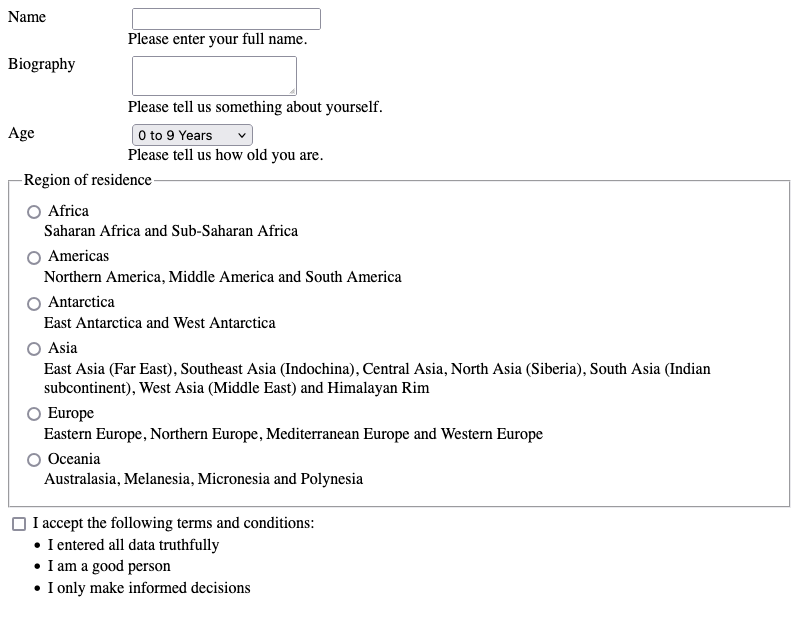 Name
Please enter your full name.
Biography
Please tell us something about yourself.
Age
0 to 9 Years
Please tell us how old you are.
Region of residence
Africa
Saharan Africa and Sub-Saharan Africa
Americas
Northern America, Middle America and South America
Antarctica
East Antarctica and West Antarctica
Asia
East Asia (Far East), Southeast Asia (Indochina), Central Asia, North Asia (Siberia), South Asia (Indian
subcontinent), West Asia (Middle East) and Himalayan Rim
Europe
Eastern Europe, Northern Europe, Mediterranean Europe and Western Europe
Oceania
Australasia, Melanesia, Micronesia and Polynesia
I accept the following terms and conditions:
• I entered all data truthfully
• I am a good person
• I only make informed decisions